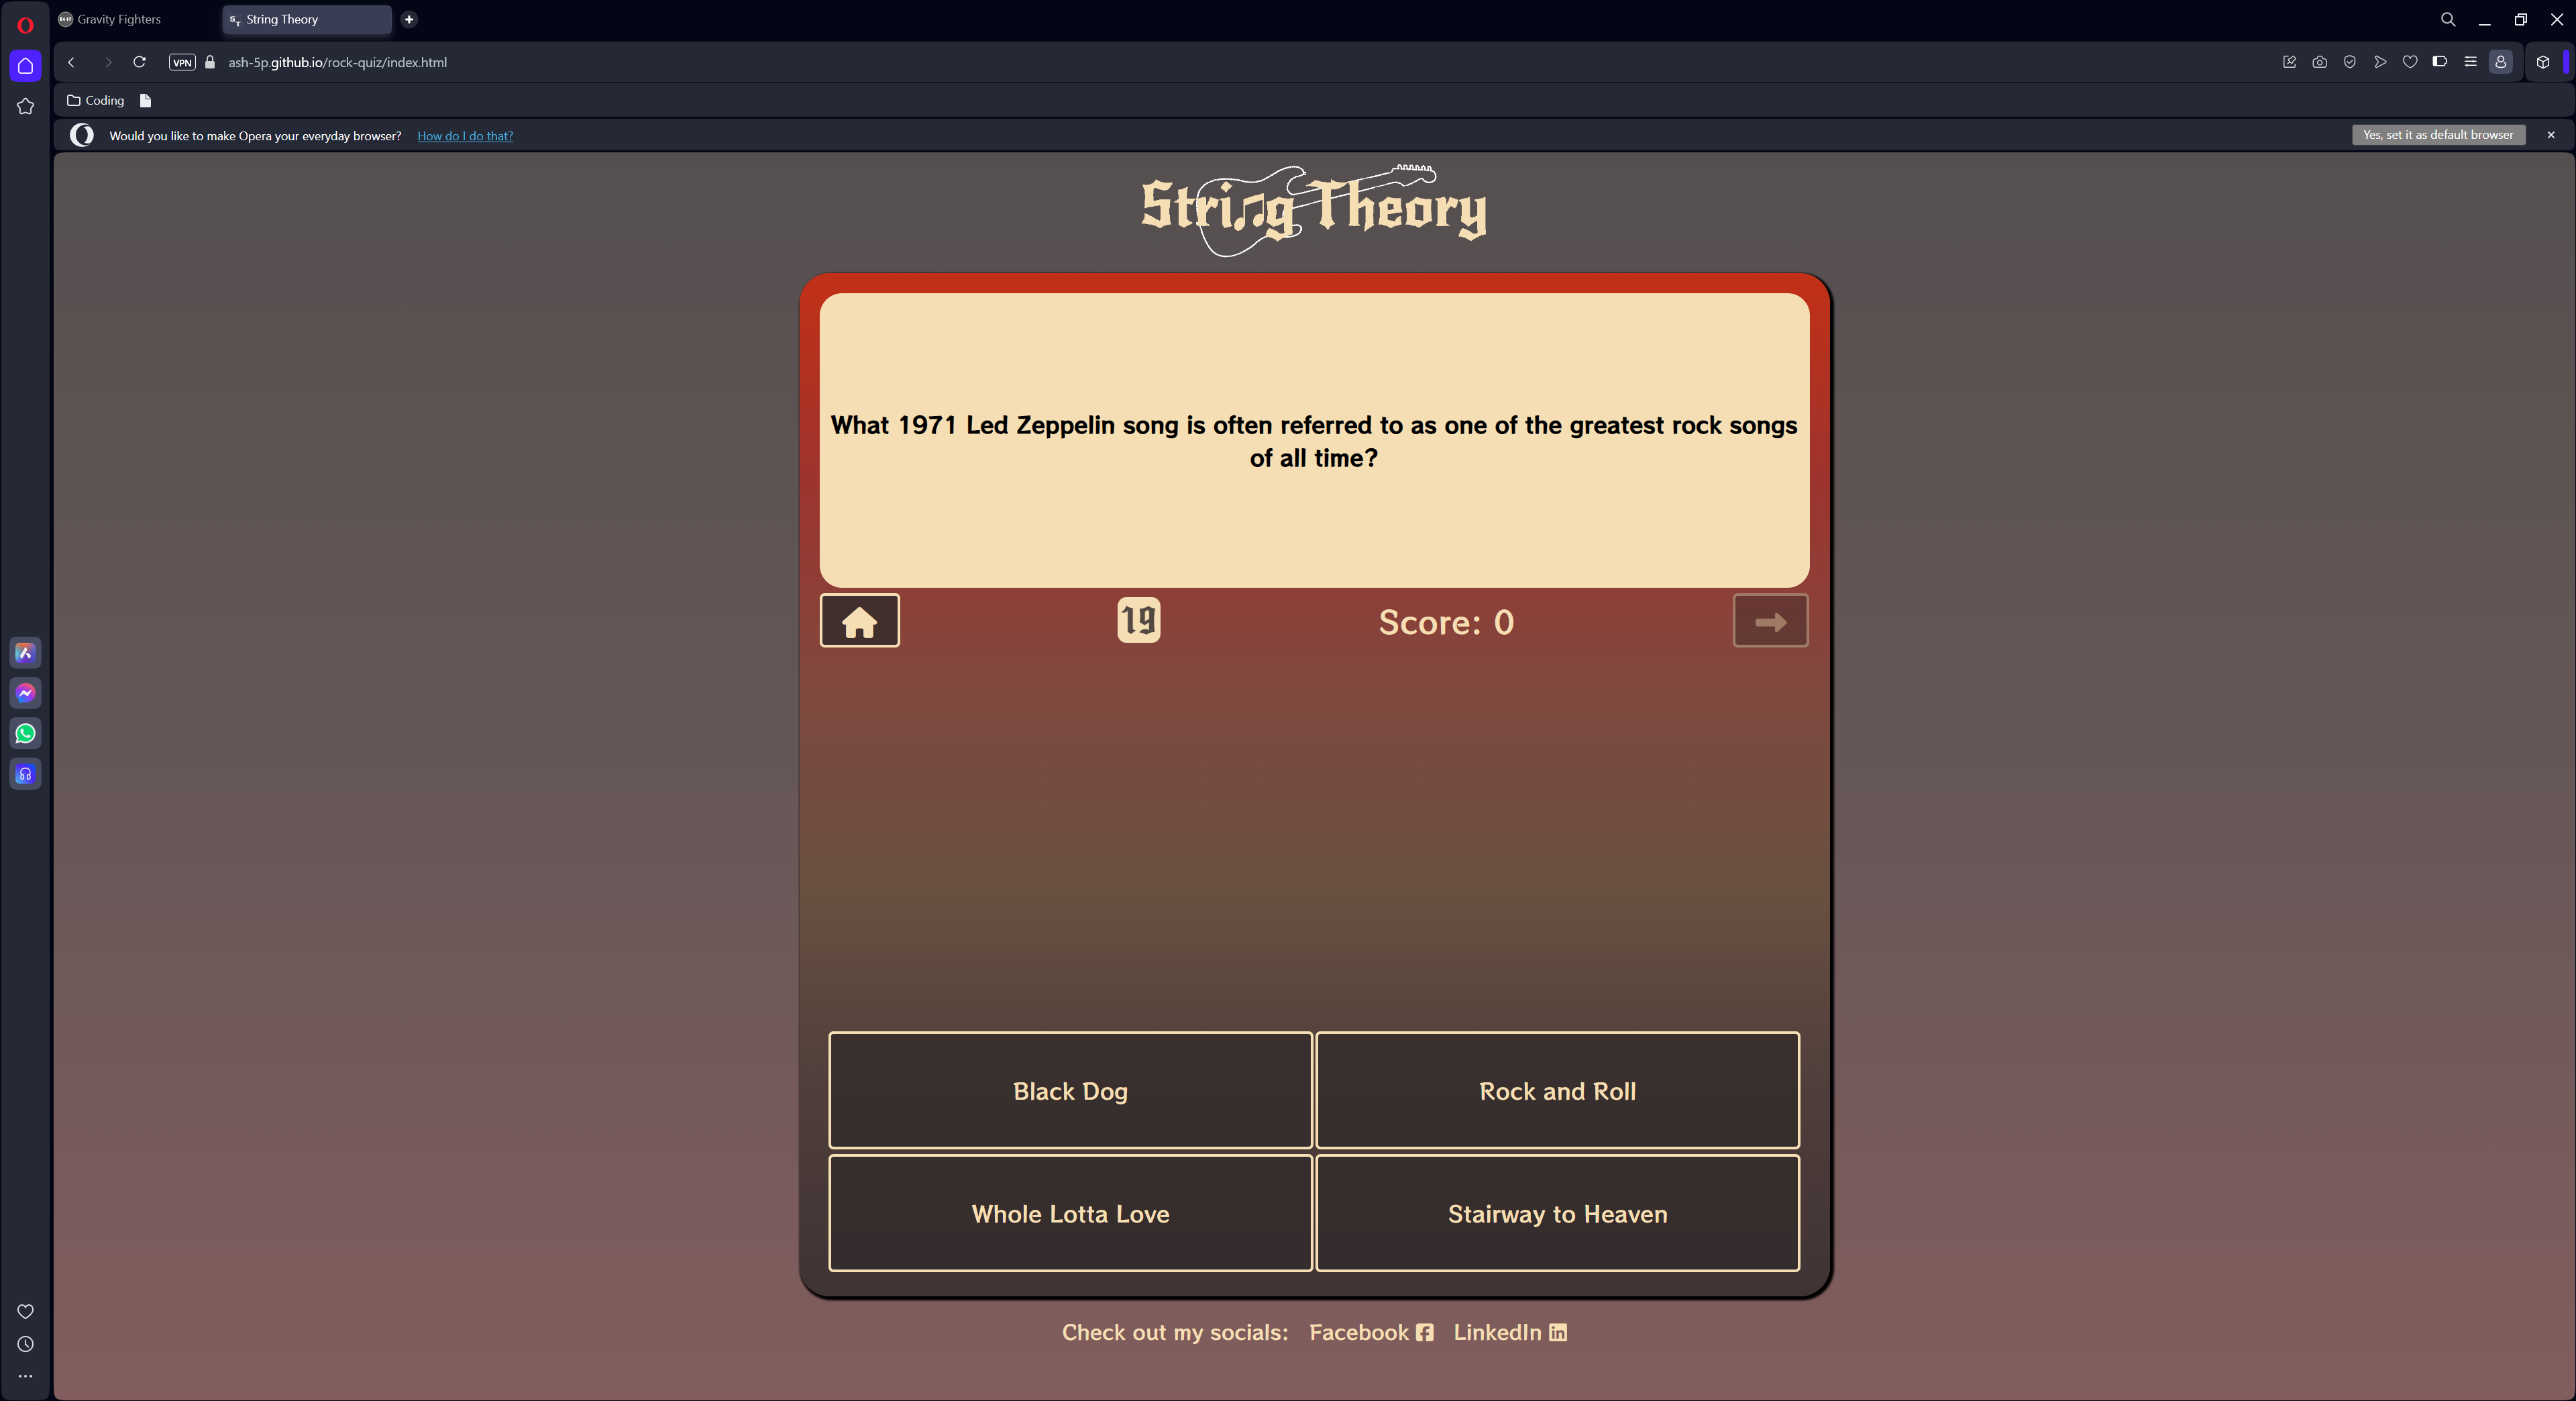 Gravity Fighters
String Theory
VPN
ash-5p.github.io/rock-quiz/index.html
Coding
Would you like to make Opera your everyday browser? How do I do that?
Yes, set it as default browser
String Theory
What 1971 Led Zeppelin song is often referred to as one of the greatest rock songs
of all time?
19
Score: 0
Black Dog
Rock and Roll
Whole Lotta Love
Stairway to Heaven
Check out my socials: Facebook LinkedIn